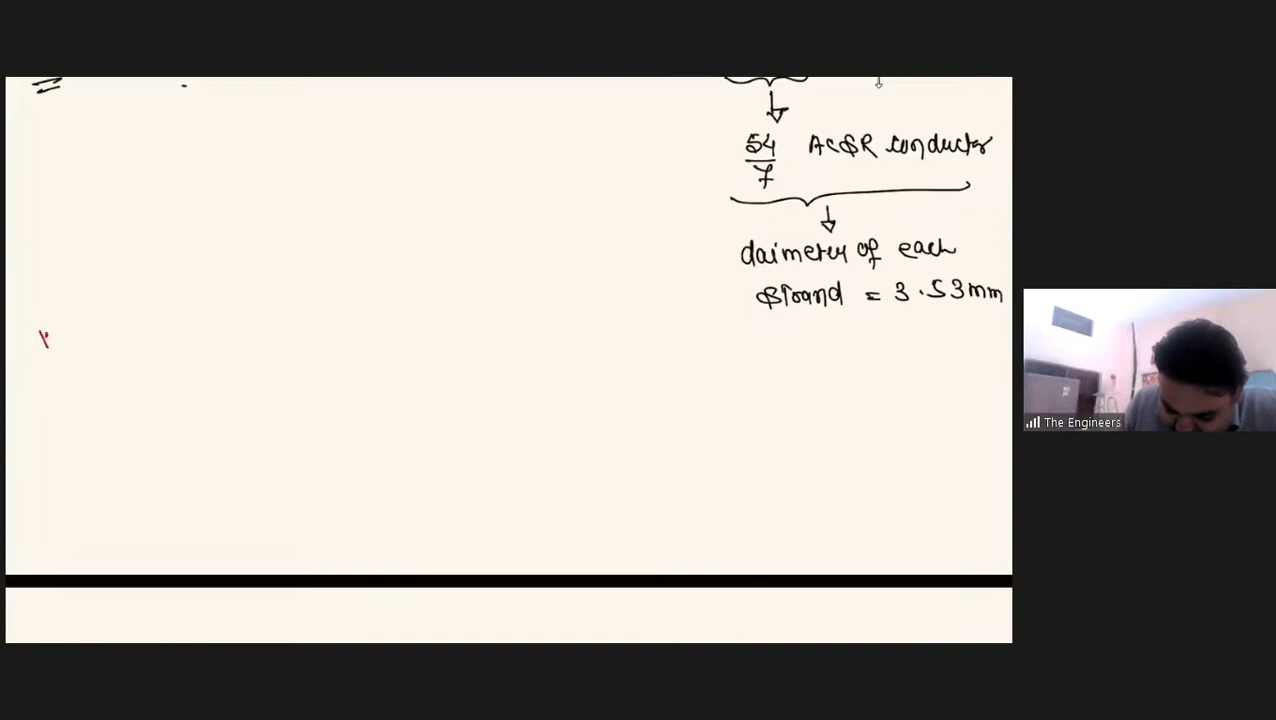 54
7
ACSR conductor
daimeter of each
strand = 3.53mm
The Engineers